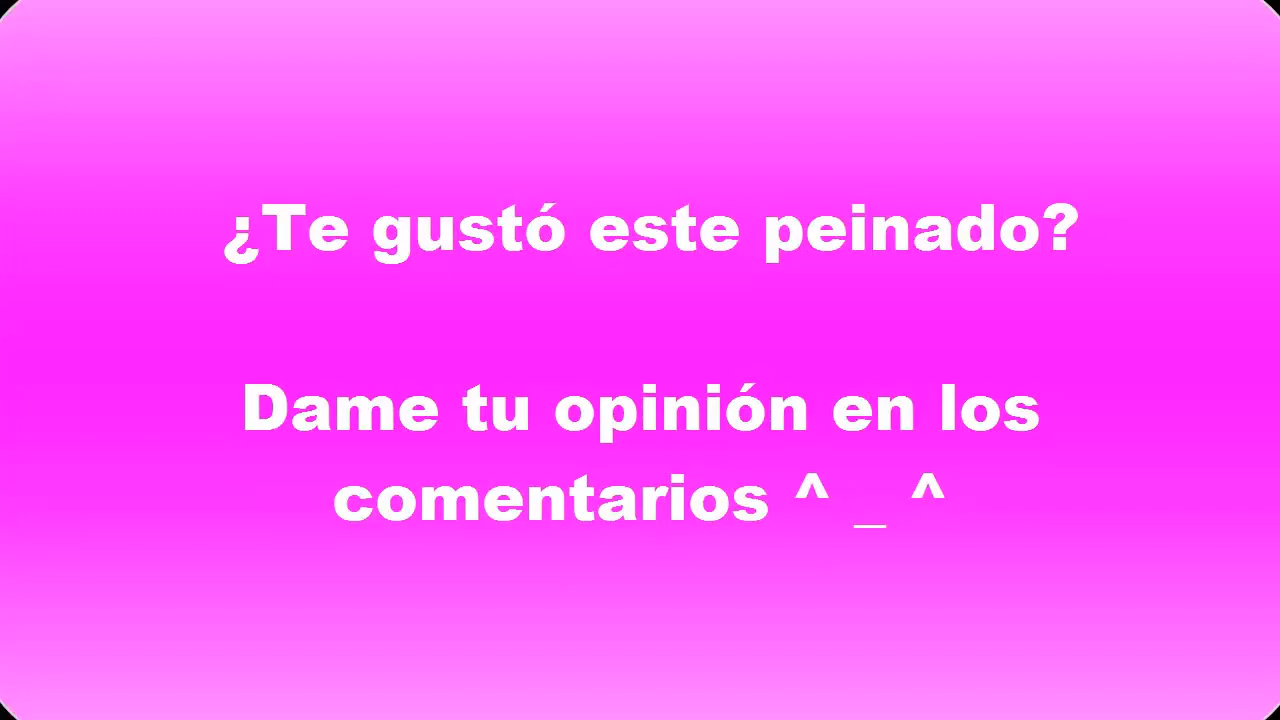 ¿Te gustó este peinado?
Dame tu opinión en los
comentarios ^ _ ^